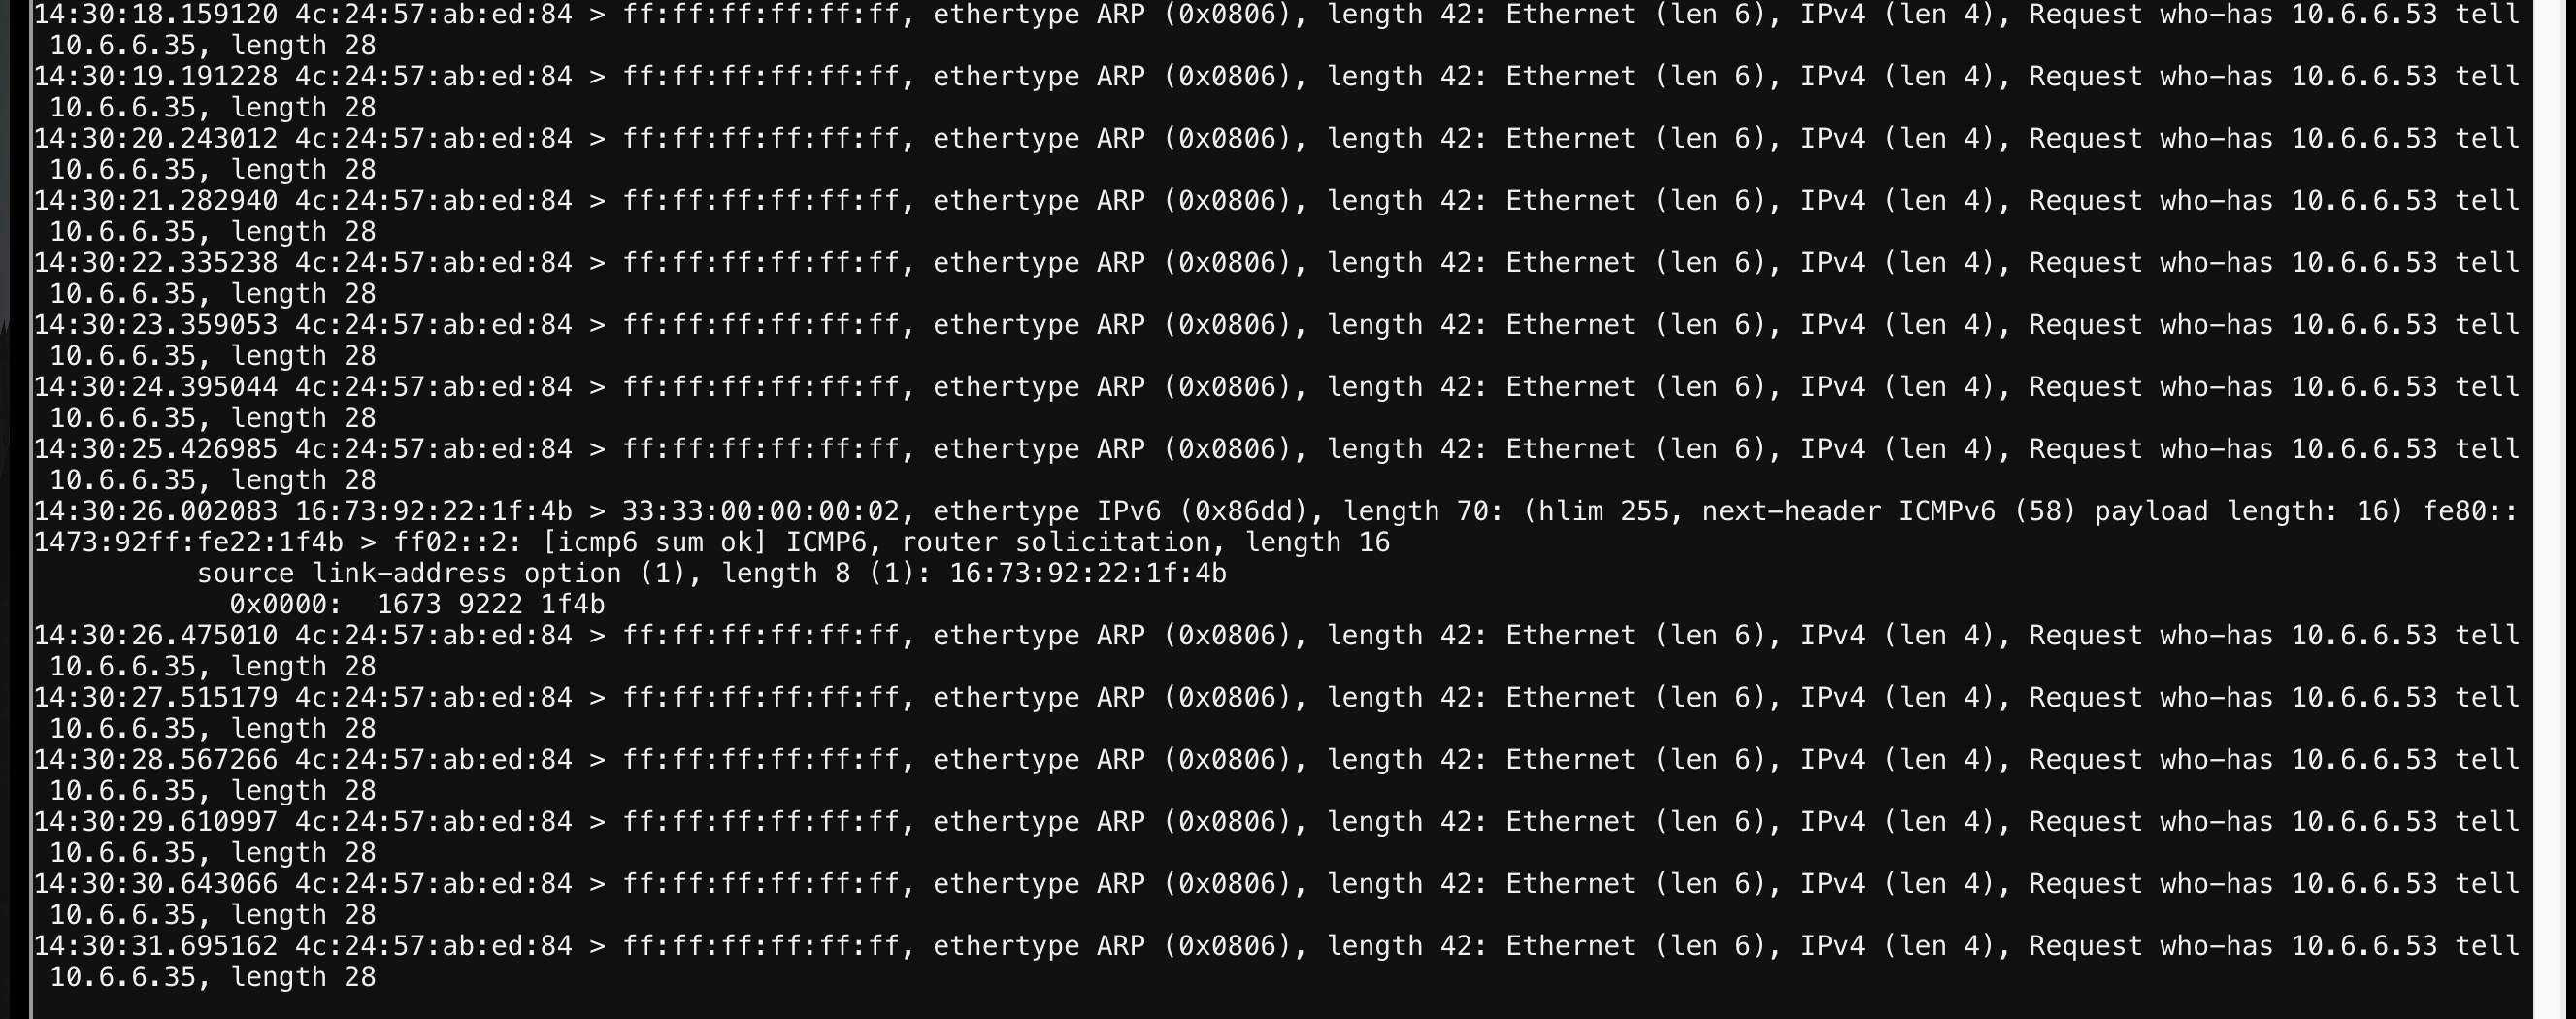 14:30:18.159120 4c:24:57:ab:ed:84 > ff:ff:ff:ff:ff:ff, ethertype ARP (0x0806), length 42: Ethernet (len 6), IPv4 (len 4), Request who-has 10.6.6.53 tell
 10.6.6.35, length 28
14:30:19.191228 4c:24:57:ab:ed:84 > ff:ff:ff:ff:ff:ff, ethertype ARP (0x0806), length 42: Ethernet (len 6), IPv4 (len 4), Request who-has 10.6.6.53 tell
 10.6.6.35, length 28
14:30:20.243012 4c:24:57:ab:ed:84 > ff:ff:ff:ff:ff:ff, ethertype ARP (0x0806), length 42: Ethernet (len 6), IPv4 (len 4), Request who-has 10.6.6.53 tell
 10.6.6.35, length 28
14:30:21.282940 4c:24:57:ab:ed:84 > ff:ff:ff:ff:ff:ff, ethertype ARP (0x0806), length 42: Ethernet (len 6), IPv4 (len 4), Request who-has 10.6.6.53 tell
 10.6.6.35, length 28
14:30:22.335238 4c:24:57:ab:ed:84 > ff:ff:ff:ff:ff:ff, ethertype ARP (0x0806), length 42: Ethernet (len 6), IPv4 (len 4), Request who-has 10.6.6.53 tell
 10.6.6.35, length 28
14:30:23.359053 4c:24:57:ab:ed:84 > ff:ff:ff:ff:ff:ff, ethertype ARP (0x0806), length 42: Ethernet (len 6), IPv4 (len 4), Request who-has 10.6.6.53 tell
 10.6.6.35, length 28
14:30:24.395044 4c:24:57:ab:ed:84 > ff:ff:ff:ff:ff:ff, ethertype ARP (0x0806), length 42: Ethernet (len 6), IPv4 (len 4), Request who-has 10.6.6.53 tell
 10.6.6.35, length 28
14:30:25.426985 4c:24:57:ab:ed:84 > ff:ff:ff:ff:ff:ff, ethertype ARP (0x0806), length 42: Ethernet (len 6), IPv4 (len 4), Request who-has 10.6.6.53 tell
 10.6.6.35, length 28
14:30:26.002083 16:73:92:22:1f:4b > 33:33:00:00:00:02, ethertype IPv6 (0x86dd), length 70: (hlim 255, next-header ICMPv6 (58) payload length: 16) fe80::
1473:92ff:fe22:1f4b > ff02::2: [icmp6 sum ok] ICMP6, router solicitation, length 16
          source link-address option (1), length 8 (1): 16:73:92:22:1f:4b
            0x0000:  1673 9222 1f4b
14:30:26.475010 4c:24:57:ab:ed:84 > ff:ff:ff:ff:ff:ff, ethertype ARP (0x0806), length 42: Ethernet (len 6), IPv4 (len 4), Request who-has 10.6.6.53 tell
 10.6.6.35, length 28
14:30:27.515179 4c:24:57:ab:ed:84 > ff:ff:ff:ff:ff:ff, ethertype ARP (0x0806), length 42: Ethernet (len 6), IPv4 (len 4), Request who-has 10.6.6.53 tell
 10.6.6.35, length 28
14:30:28.567266 4c:24:57:ab:ed:84 > ff:ff:ff:ff:ff:ff, ethertype ARP (0x0806), length 42: Ethernet (len 6), IPv4 (len 4), Request who-has 10.6.6.53 tell
 10.6.6.35, length 28
14:30:29.610997 4c:24:57:ab:ed:84 > ff:ff:ff:ff:ff:ff, ethertype ARP (0x0806), length 42: Ethernet (len 6), IPv4 (len 4), Request who-has 10.6.6.53 tell
 10.6.6.35, length 28
14:30:30.643066 4c:24:57:ab:ed:84 > ff:ff:ff:ff:ff:ff, ethertype ARP (0x0806), length 42: Ethernet (len 6), IPv4 (len 4), Request who-has 10.6.6.53 tell
 10.6.6.35, length 28
14:30:31.695162 4c:24:57:ab:ed:84 > ff:ff:ff:ff:ff:ff, ethertype ARP (0x0806), length 42: Ethernet (len 6), IPv4 (len 4), Request who-has 10.6.6.53 tell
 10.6.6.35, length 28